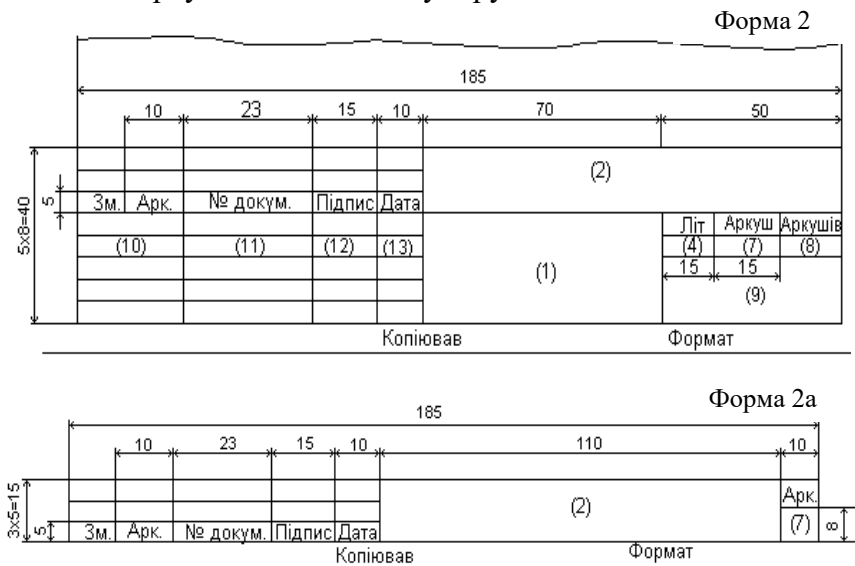 Форма 2
185
10 23 15 10 70 50
(2)
5
5x8=40
Зм. Арк. № докум. Підпис Дата
Літ Аркуш Аркушів
(10) (11) (12) (13) (4) (7) (8)
15 15
(1)
(9)
Копіював Формат
Форма 2а
185
10 23 15 10 110 10
3x5=15
5
Арк.
(2)
(7)
8
Зм. Арк. № докум. Підпис Дата
Копіював Формат